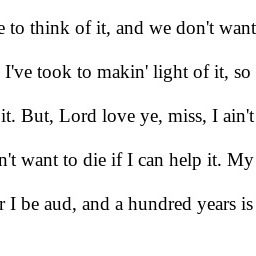 e to think of it, and we don't want
I've took to makin' light of it, so
it. But, Lord love ye, miss, I ain't
n't want to die if I can help it. My
r I be aud, and a hundred years is